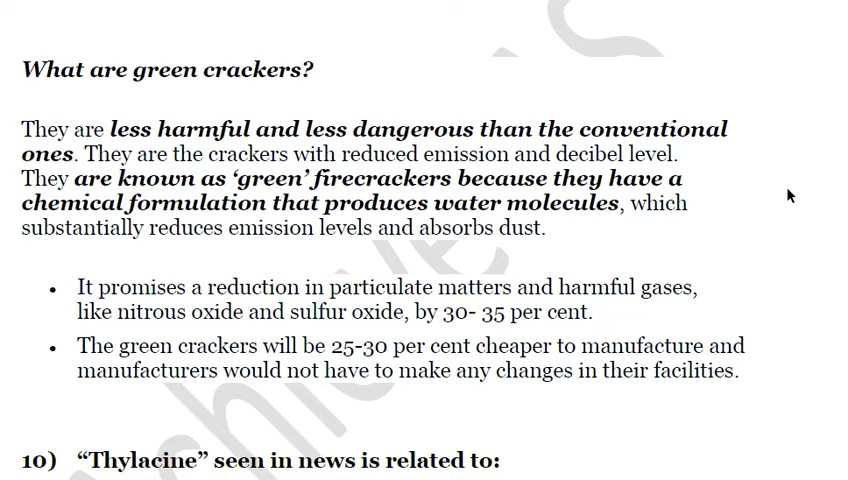 What are green crackers?
They are less harmful and less dangerous than the conventional
ones. They are the crackers with reduced emission and decibel level.
They are known as ‘green’ firecrackers because they have a
chemical formulation that produces water molecules, which
substantially reduces emission levels and absorbs dust.
• It promises a reduction in particulate matters and harmful gases,
like nitrous oxide and sulfur oxide, by 30- 35 per cent.
• The green crackers will be 25-30 per cent cheaper to manufacture and
manufacturers would not have to make any changes in their facilities.
10) “Thylacine” seen in news is related to: